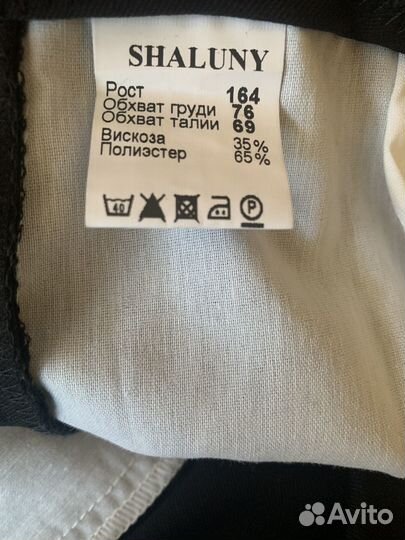 SHALUNY
Рост 164
Обхват груди 76
Обхват талии 69
Вискоза 35%
Полиэстер 65%
40 P
Avito